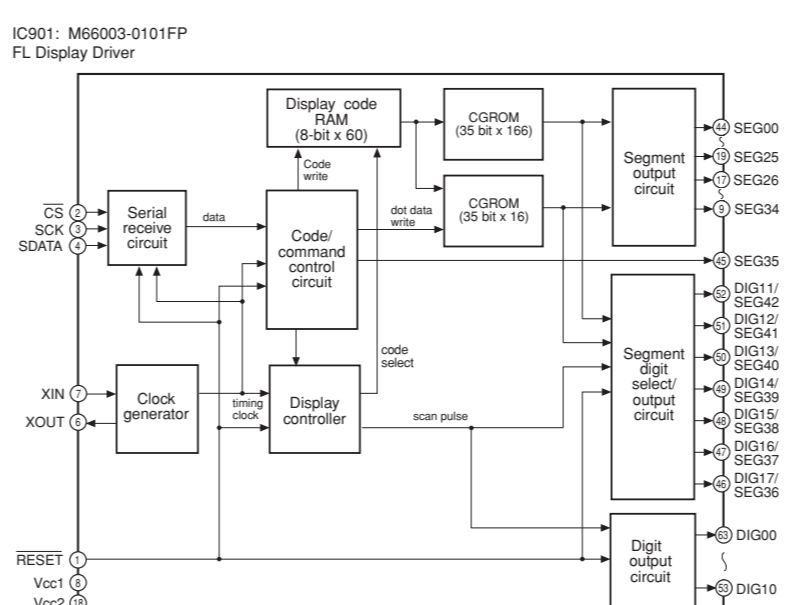 IC901: M66003-0101FP
FL Display Driver
Display code
RAM
(8-bit x 60)
CGROM
(35 bit x 166)
Segment
output
circuit
44 SEG00
19 SEG25
17 SEG26
9 SEG34
Code
write
CGROM
(35 bit x 16)
dot data
write
CS 2
SCK 3
SDATA 4
Serial
receive
circuit
data
Code/
command
control
circuit
45 SEG35
52 DIG11/
SEG42
51 DIG12/
SEG41
50 DIG13/
SEG40
49 DIG14/
SEG39
48 DIG15/
SEG38
47 DIG16/
SEG37
46 DIG17/
SEG36
Segment
digit
select/
output
circuit
code
select
XIN 7
XOUT 6
Clock
generator
timing
clock
Display
controller
scan pulse
RESET 1
Vcc1 8
Vcc2 18
Digit
output
circuit
63 DIG00
53 DIG10